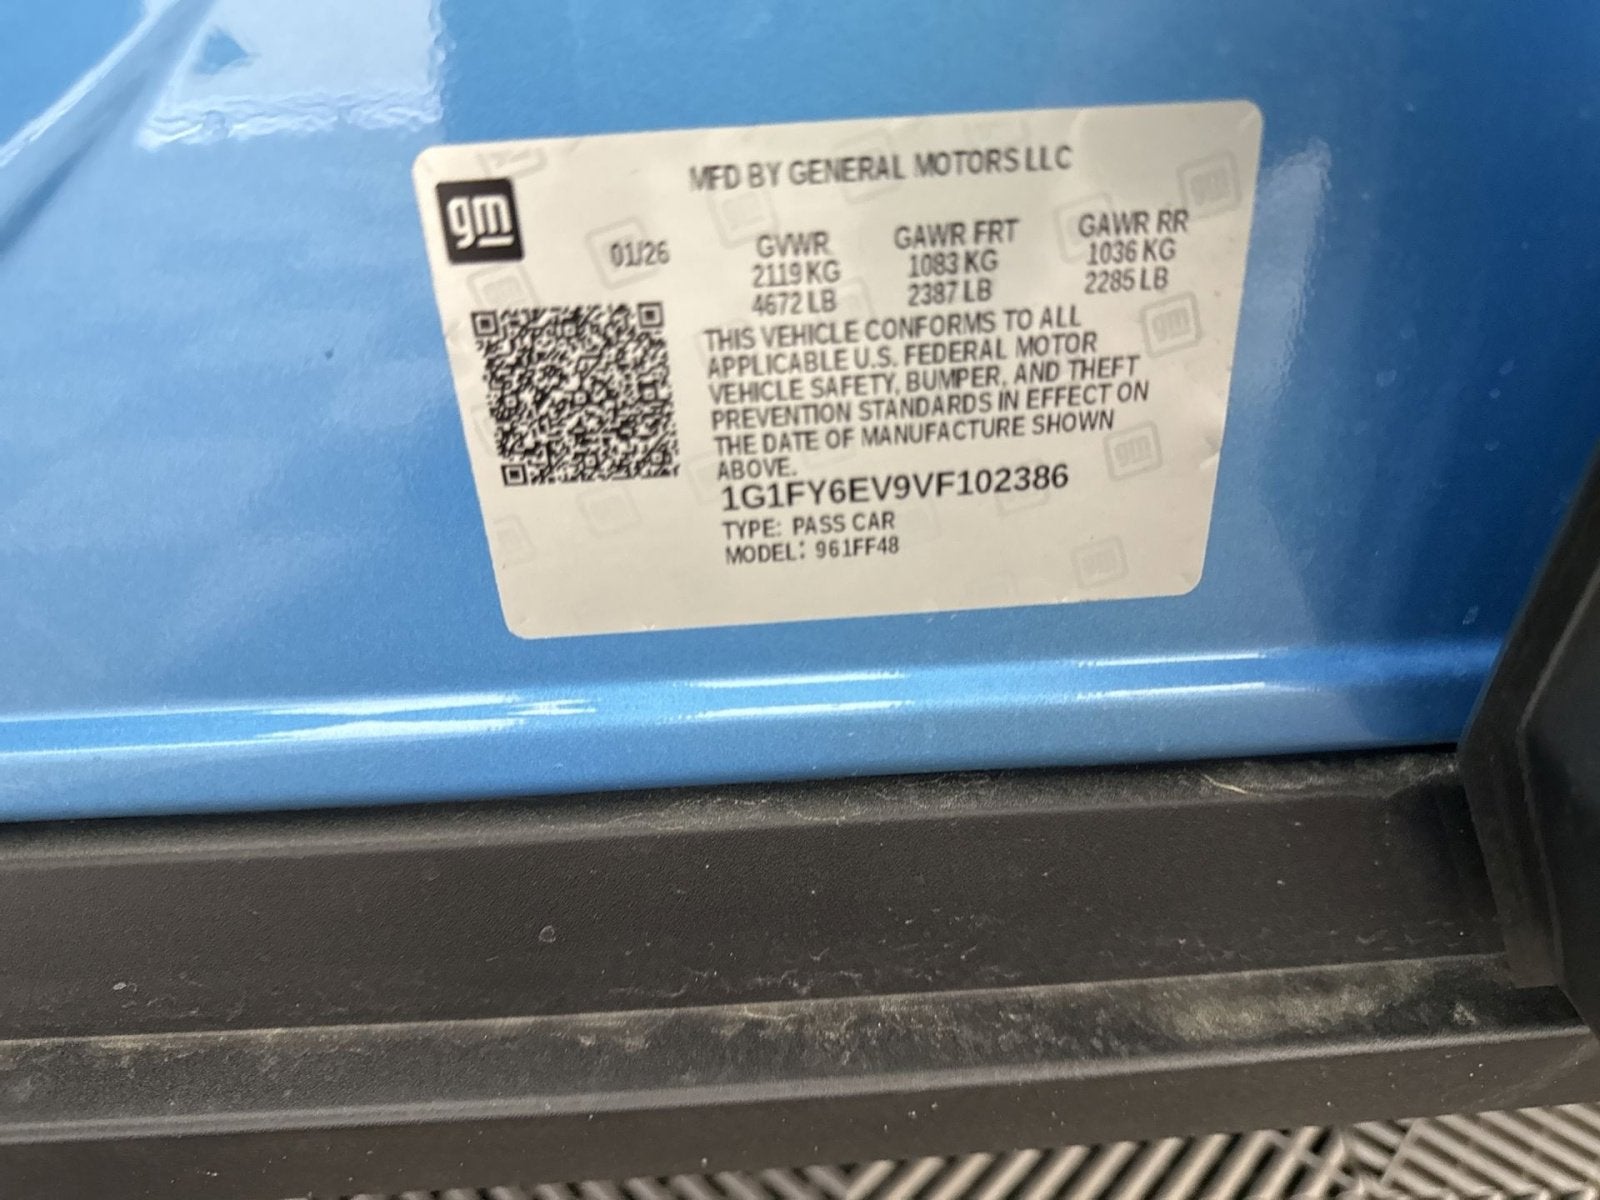 MFD BY GENERAL MOTORS LLC
gm
01/26
GVWR GAWR FRT GAWR RR
2119 KG 1083 KG 1036 KG
4672 LB 2387 LB 2285 LB
THIS VEHICLE CONFORMS TO ALL
APPLICABLE U.S. FEDERAL MOTOR
VEHICLE SAFETY, BUMPER, AND THEFT
PREVENTION STANDARDS IN EFFECT ON
THE DATE OF MANUFACTURE SHOWN
ABOVE.
1G1FY6EV9VF102386
TYPE: PASS CAR
MODEL: 961FF48